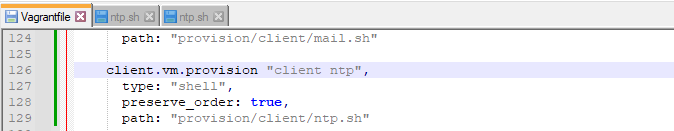 Vagrantfile ntp.sh ntp.sh
124 path: "provision/client/mail.sh"
125
126 client.vm.provision "client ntp",
127 type: "shell",
128 preserve_order: true,
129 path: "provision/client/ntp.sh"